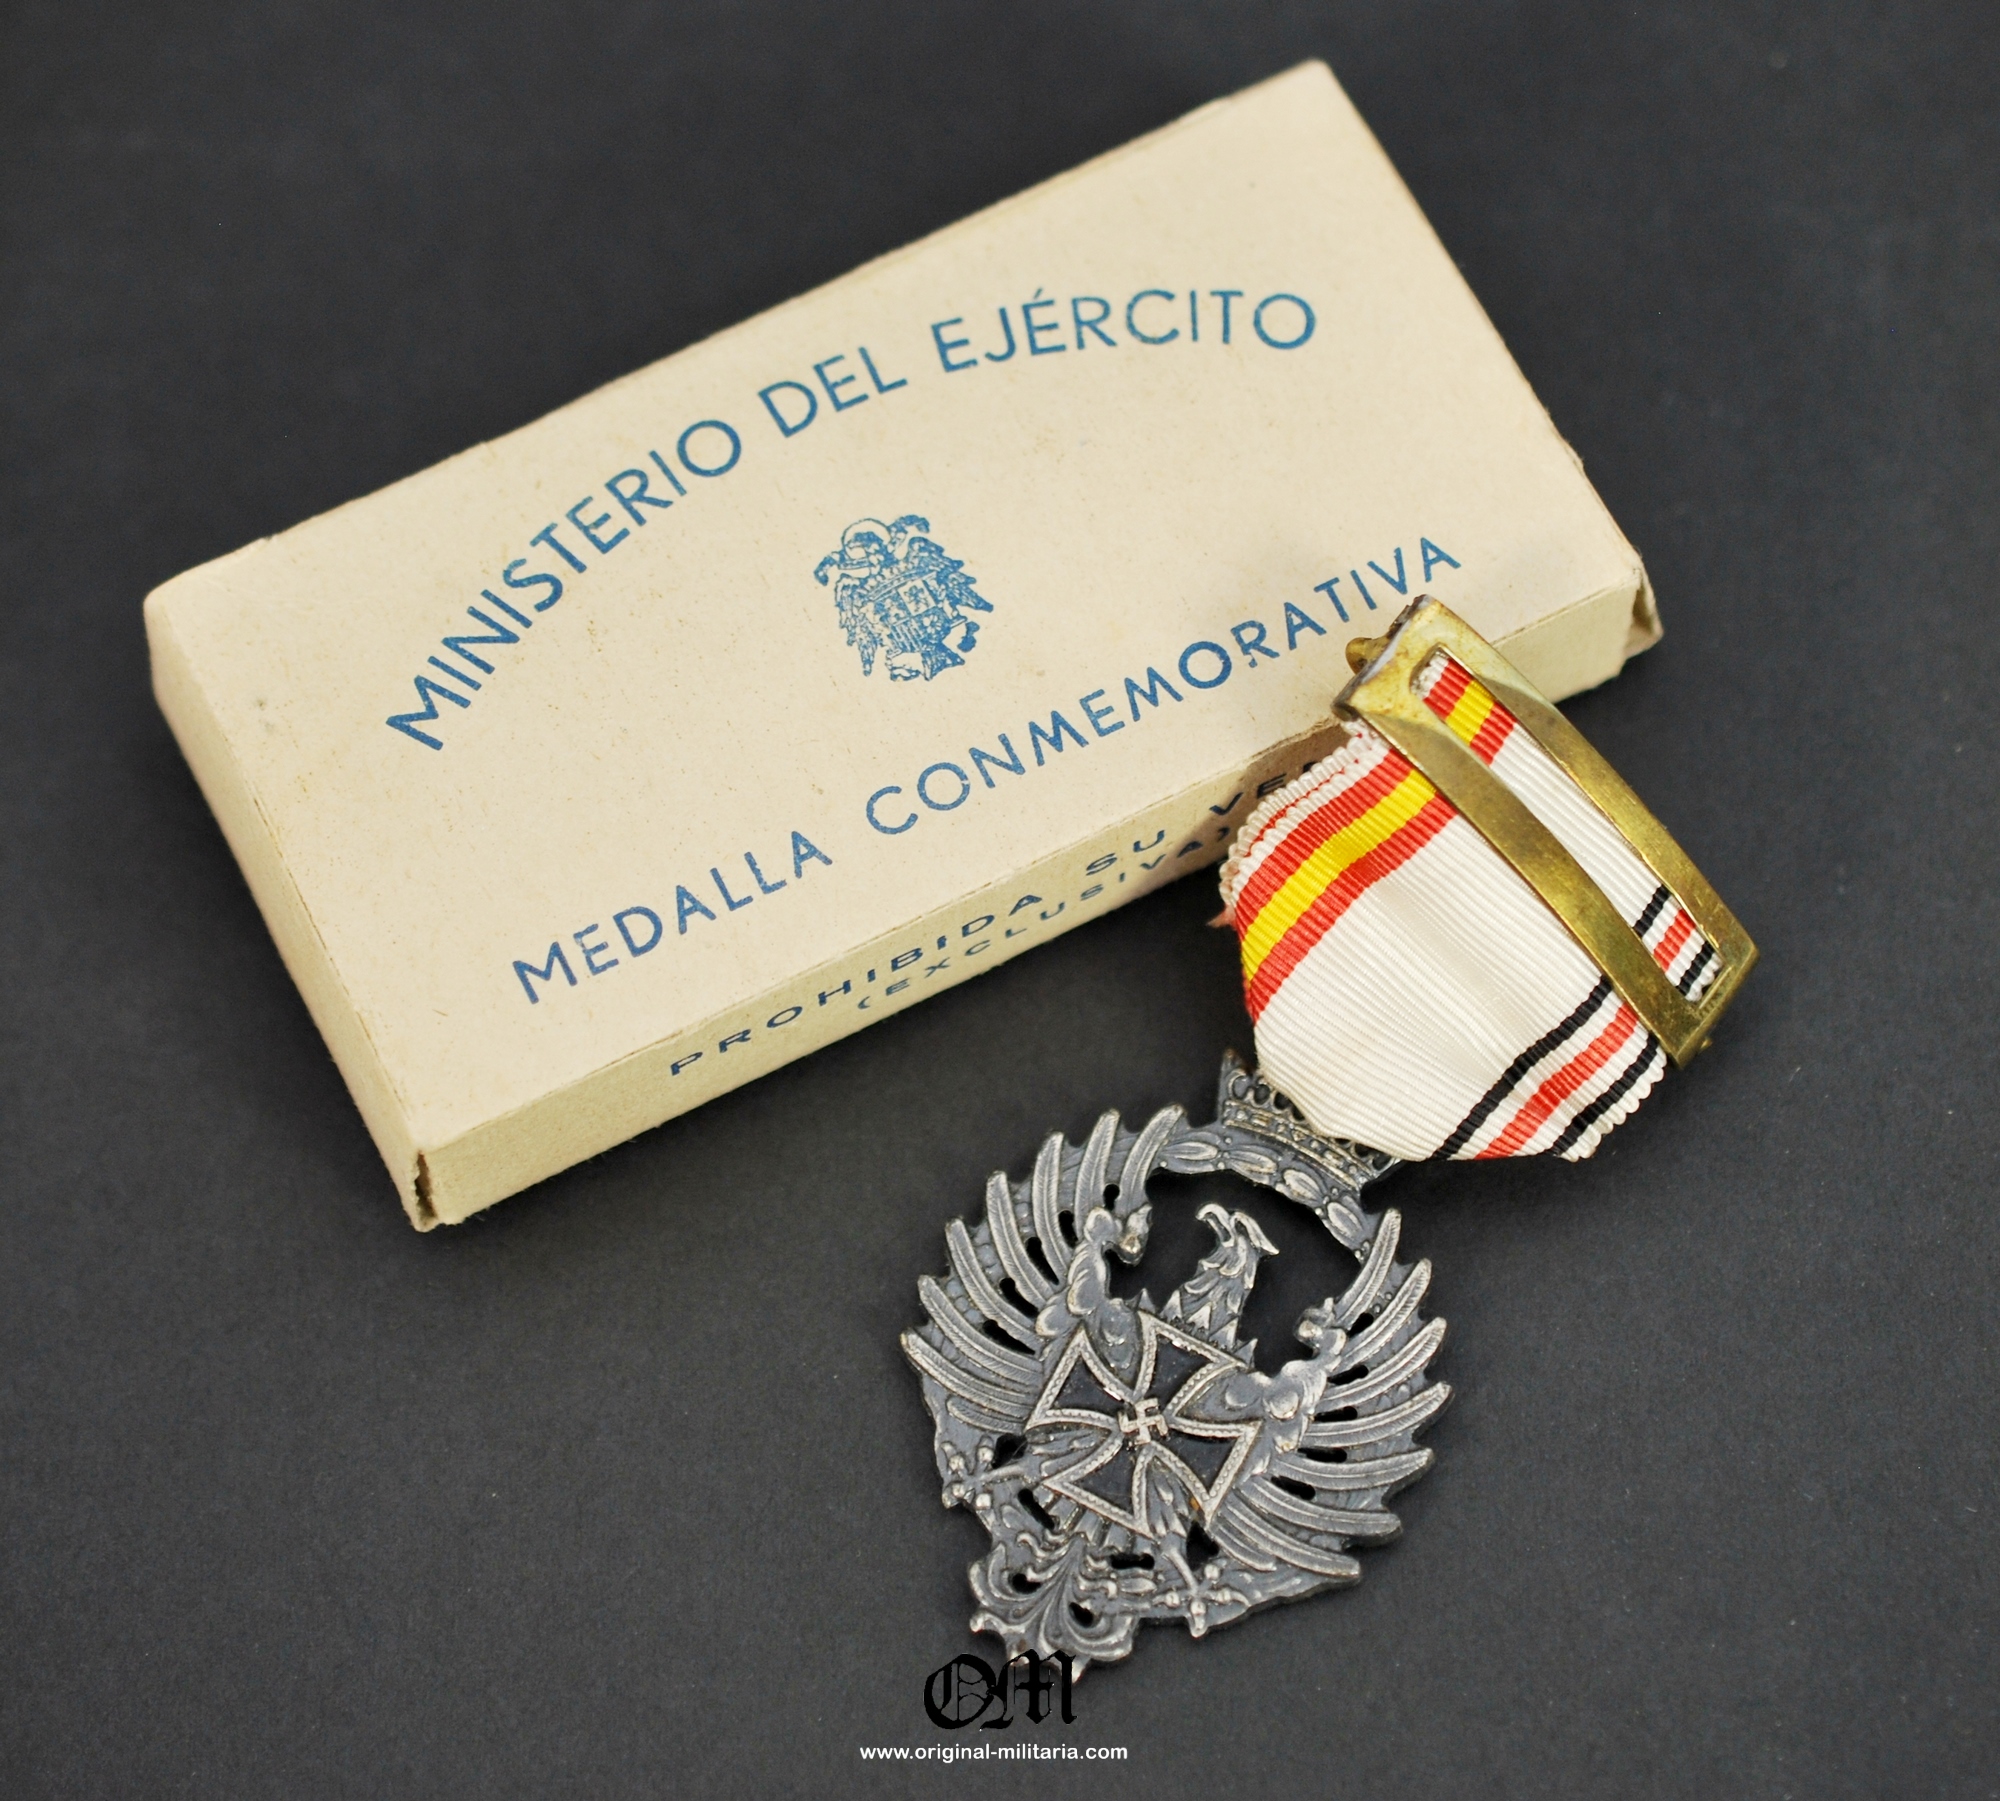 MINISTERIO DEL EJÉRCITO
MEDALLA CONMEMORATIVA
PROHIBIDA SU
OM
www.original-militaria.com